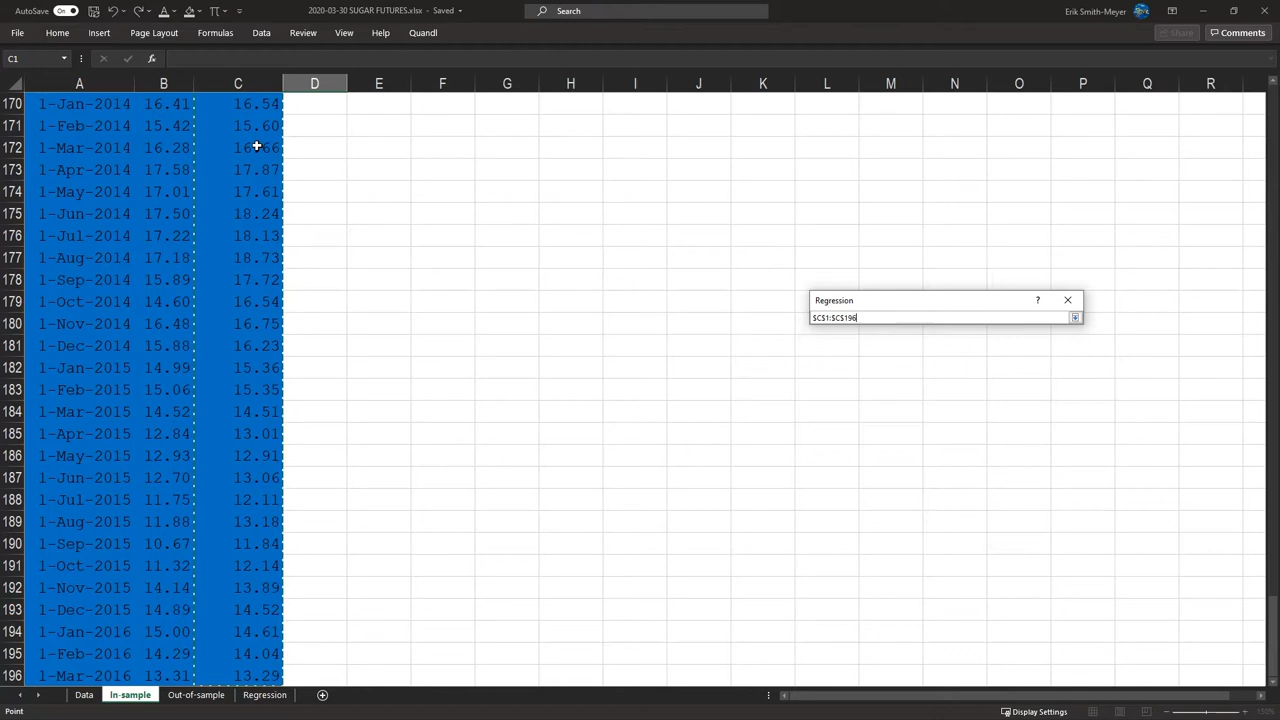 AutoSave On 2020-03-30 SUGAR FUTURES.xlsx - Saved Search Erik Smith-Meyer
File Home Insert Page Layout Formulas Data Review View Help Quandl Share Comments
C1 fx
A B C D E F G H I J K L M N O P Q R
170 1-Jan-2014 16.41 16.54
171 1-Feb-2014 15.42 15.60
172 1-Mar-2014 16.28 16.66
173 1-Apr-2014 17.58 17.87
174 1-May-2014 17.01 17.61
175 1-Jun-2014 17.50 18.24
176 1-Jul-2014 17.22 18.13
177 1-Aug-2014 17.18 18.73
178 1-Sep-2014 15.89 17.72
179 1-Oct-2014 14.60 16.54
180 1-Nov-2014 16.48 16.75
181 1-Dec-2014 15.88 16.23
182 1-Jan-2015 14.99 15.36
183 1-Feb-2015 15.06 15.35
184 1-Mar-2015 14.52 14.51
185 1-Apr-2015 12.84 13.01
186 1-May-2015 12.93 12.91
187 1-Jun-2015 12.70 13.06
188 1-Jul-2015 11.75 12.11
189 1-Aug-2015 11.88 13.18
190 1-Sep-2015 10.67 11.84
191 1-Oct-2015 11.32 12.14
192 1-Nov-2015 14.14 13.89
193 1-Dec-2015 14.89 14.52
194 1-Jan-2016 15.00 14.61
195 1-Feb-2016 14.29 14.04
196 1-Mar-2016 13.31 13.29
Regression ?
$C$1:$C$196
Data In-sample Out-of-sample Regression
Point Display Settings 130%